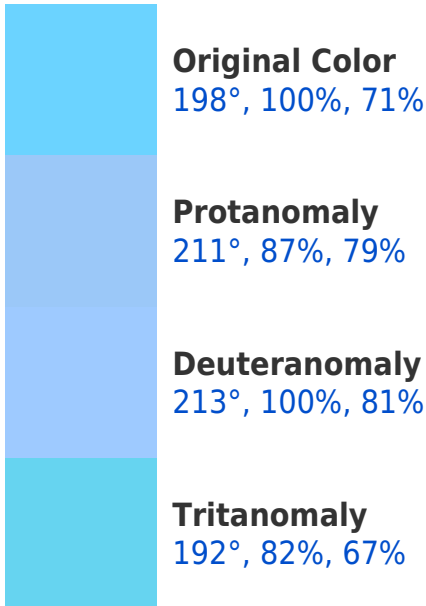 Original Color
198°, 100%, 71%
Protanomaly
211°, 87%, 79%
Deuteranomaly
213°, 100%, 81%
Tritanomaly
192°, 82%, 67%